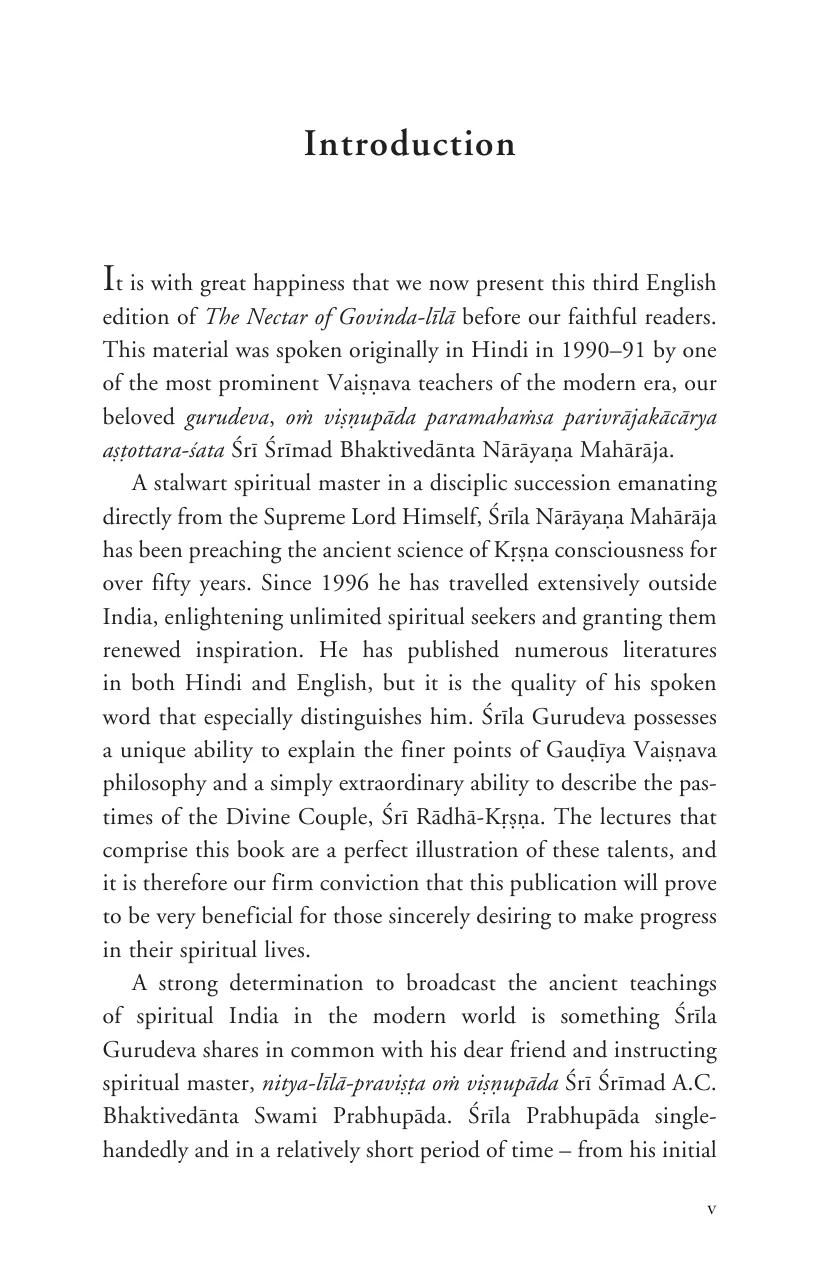 Introduction
It is with great happiness that we now present this third English
edition of The Nectar of Govinda-līlā before our faithful readers.
This material was spoken originally in Hindi in 1990–91 by one
of the most prominent Vaiṣṇava teachers of the modern era, our
beloved gurudeva, oṁ viṣṇupāda paramahaṁsa parivrājakācārya
aṣṭottara-śata Śrī Śrīmad Bhaktivedānta Nārāyaṇa Mahārāja.
A stalwart spiritual master in a disciplic succession emanating
directly from the Supreme Lord Himself, Śrīla Nārāyaṇa Mahārāja
has been preaching the ancient science of Kṛṣṇa consciousness for
over fifty years. Since 1996 he has travelled extensively outside
India, enlightening unlimited spiritual seekers and granting them
renewed inspiration. He has published numerous literatures
in both Hindi and English, but it is the quality of his spoken
word that especially distinguishes him. Śrīla Gurudeva possesses
a unique ability to explain the finer points of Gauḍīya Vaiṣṇava
philosophy and a simply extraordinary ability to describe the pas-
times of the Divine Couple, Śrī Rādhā-Kṛṣṇa. The lectures that
comprise this book are a perfect illustration of these talents, and
it is therefore our firm conviction that this publication will prove
to be very beneficial for those sincerely desiring to make progress
in their spiritual lives.
A strong determination to broadcast the ancient teachings
of spiritual India in the modern world is something Śrīla
Gurudeva shares in common with his dear friend and instructing
spiritual master, nitya-līlā-praviṣṭa oṁ viṣṇupāda Śrī Śrīmad A.C.
Bhaktivedānta Swami Prabhupāda. Śrīla Prabhupāda single-
handedly and in a relatively short period of time – from his initial
v